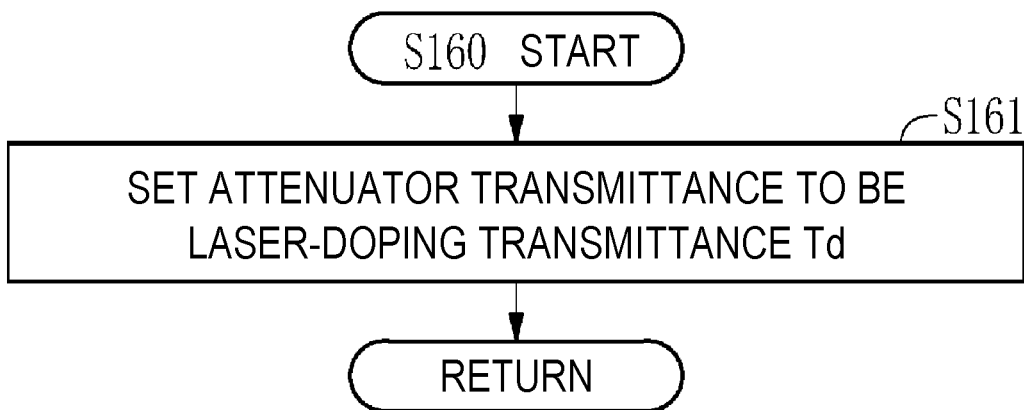 S160 START
S161
SET ATTENUATOR TRANSMITTANCE TO BE
LASER-DOPING TRANSMITTANCE Td
RETURN